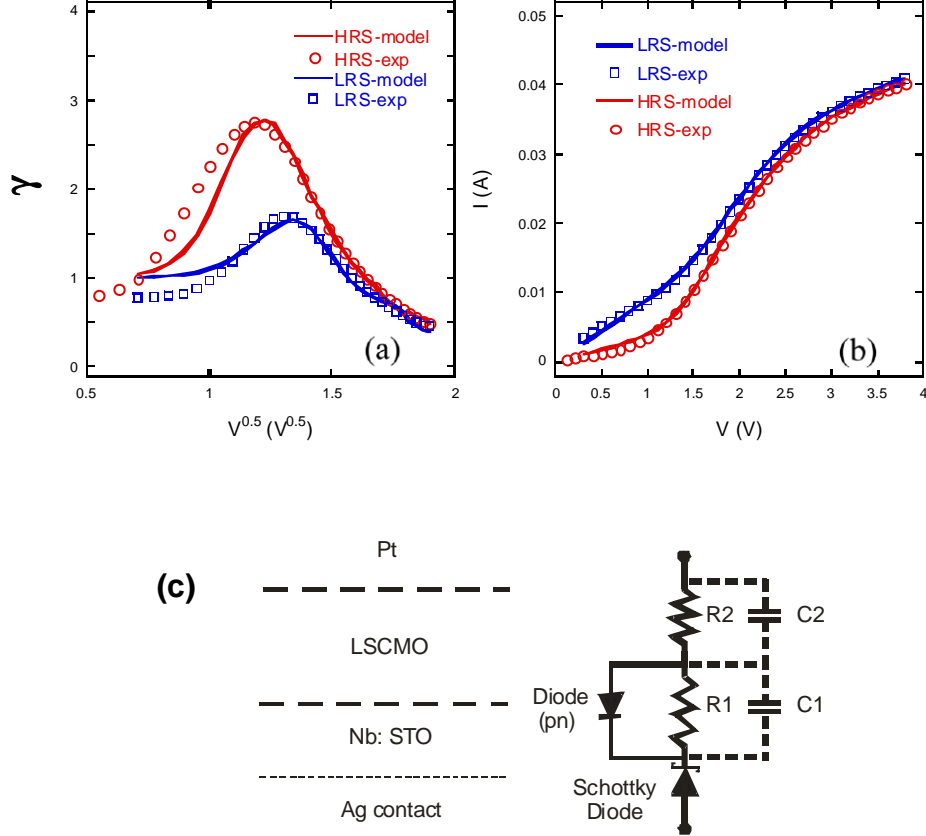 4
3
2
1
0
γ
HRS-model
HRS-exp
LRS-model
LRS-exp
(a)
0.5
1
1.5
2
V^0.5 (V^0.5)
0.05
0.04
0.03
0.02
0.01
0
I (A)
LRS-model
LRS-exp
HRS-model
HRS-exp
(b)
0
0.5
1
1.5
2
2.5
3
3.5
4
V (V)
(c)
Pt
LSCMO
Nb: STO
Ag contact
R2
C2
Diode
(pn)
R1
C1
Schottky
Diode